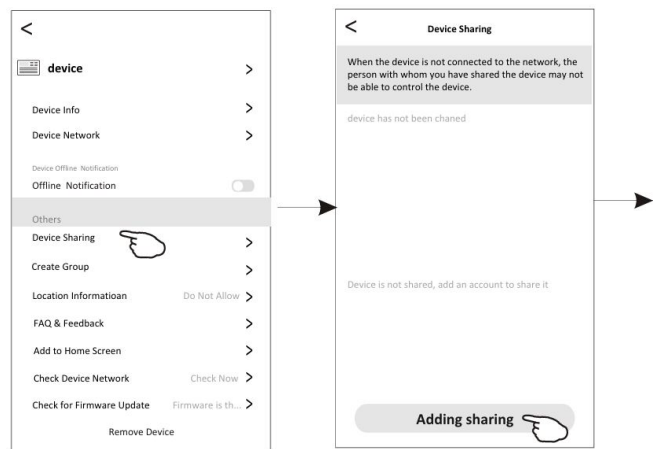 <
device >
Device Info >
Device Network >
Device Offline Notification
Offline Notification
Others
Device Sharing >
Create Group >
Location Informatioan Do Not Allow >
FAQ & Feedback >
Add to Home Screen >
Check Device Network Check Now >
Check for Firmware Update Firmware is th... >
Remove Device
< Device Sharing
When the device is not connected to the network, the
person with whom you have shared the device may not
be able to control the device.
device has not been chaned
Device is not shared, add an account to share it
Adding sharing